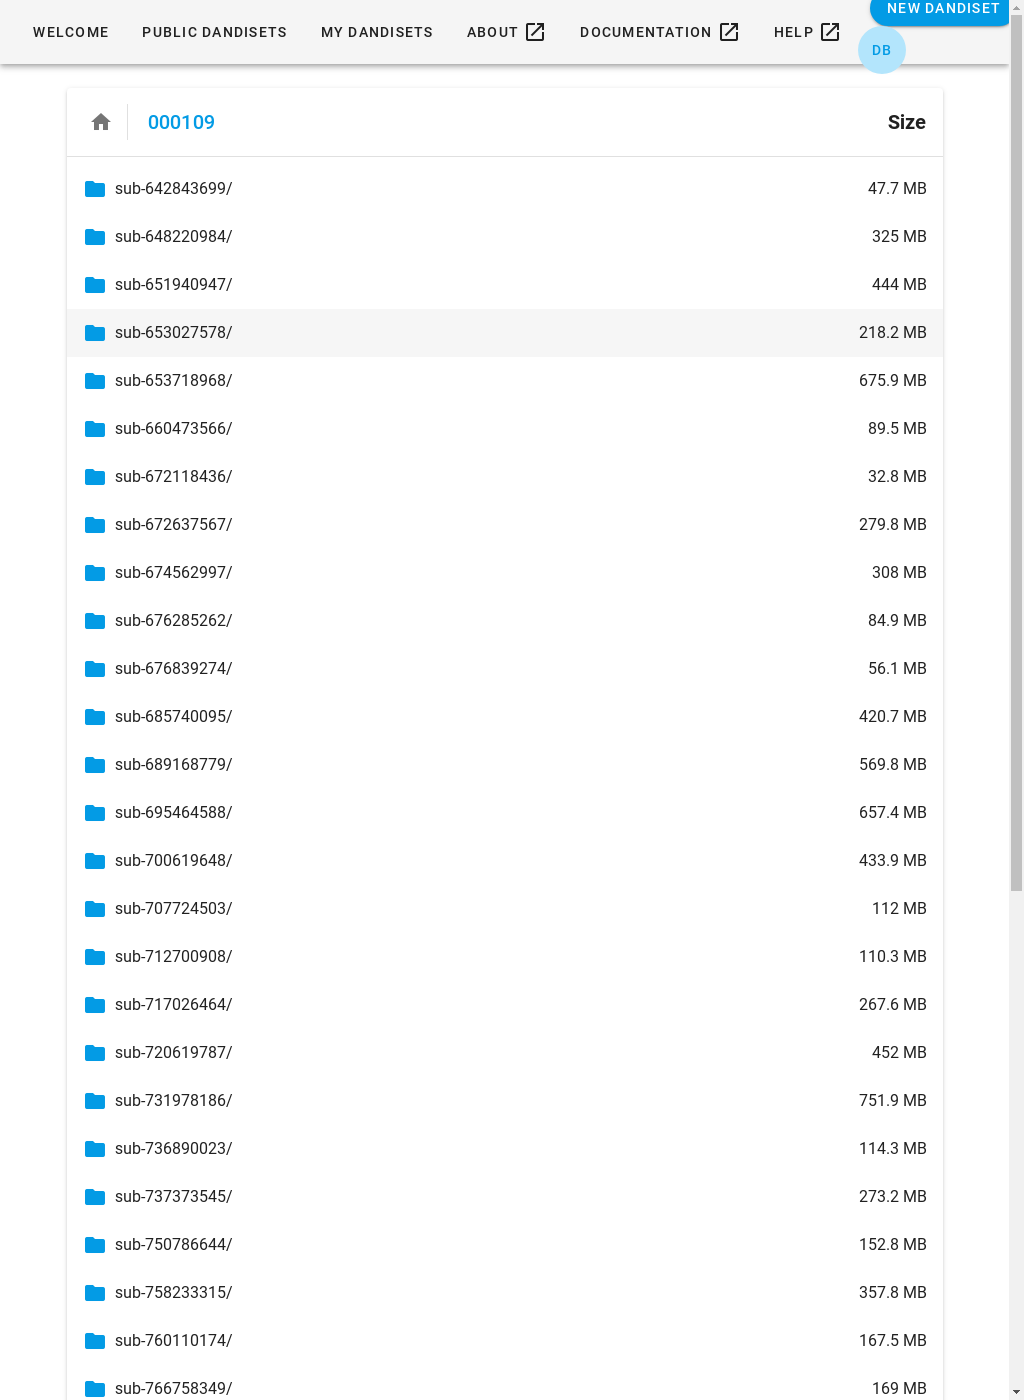 WELCOME PUBLIC DANDISETS MY DANDISETS ABOUT DOCUMENTATION HELP NEW DANDISET
DB
000109 Size
sub-642843699/ 47.7 MB
sub-648220984/ 325 MB
sub-651940947/ 444 MB
sub-653027578/ 218.2 MB
sub-653718968/ 675.9 MB
sub-660473566/ 89.5 MB
sub-672118436/ 32.8 MB
sub-672637567/ 279.8 MB
sub-674562997/ 308 MB
sub-676285262/ 84.9 MB
sub-676839274/ 56.1 MB
sub-685740095/ 420.7 MB
sub-689168779/ 569.8 MB
sub-695464588/ 657.4 MB
sub-700619648/ 433.9 MB
sub-707724503/ 112 MB
sub-712700908/ 110.3 MB
sub-717026464/ 267.6 MB
sub-720619787/ 452 MB
sub-731978186/ 751.9 MB
sub-736890023/ 114.3 MB
sub-737373545/ 273.2 MB
sub-750786644/ 152.8 MB
sub-758233315/ 357.8 MB
sub-760110174/ 167.5 MB
sub-766758349/ 169 MB